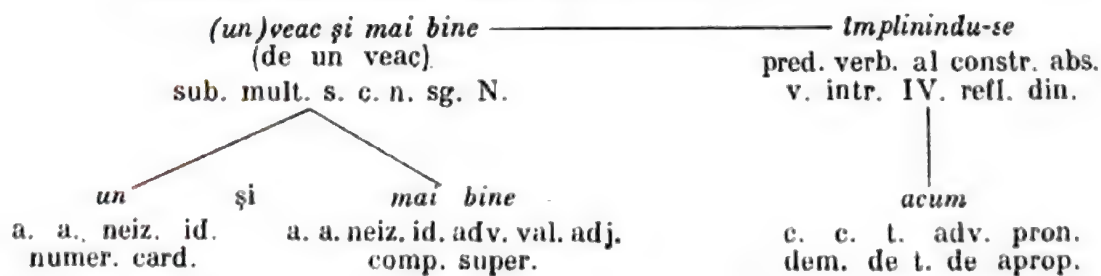 (un)veac și mai bine împlinindu-se
(de un veac)
pred. verb. al constr. abs.
sub. mult. s. c. n. sg. N.
v. intr. IV. refl. din.
un și mai bine acum
a. a. neiz. id. a. a. neiz. id. adv. val. adj. c. c. t. adv. pron.
numer. card. comp. super. dem. de t. de aprop.